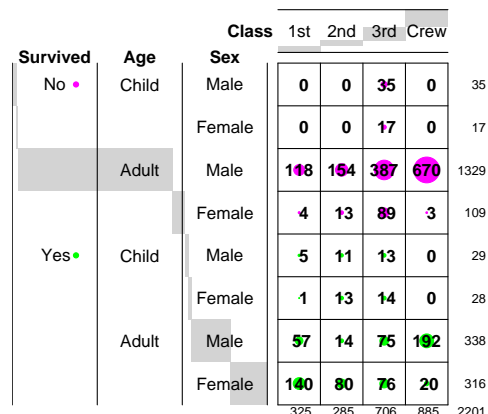 Class 1st 2nd 3rd Crew
Survived Age Sex
No Child Male 0 0 35 0 35
Female 0 0 17 0 17
Adult Male 118 154 387 670 1329
Female 4 13 89 3 109
Yes Child Male 5 11 13 0 29
Female 1 13 14 0 28
Adult Male 57 14 75 192 338
Female 140 80 76 20 316
325 285 706 885 2201